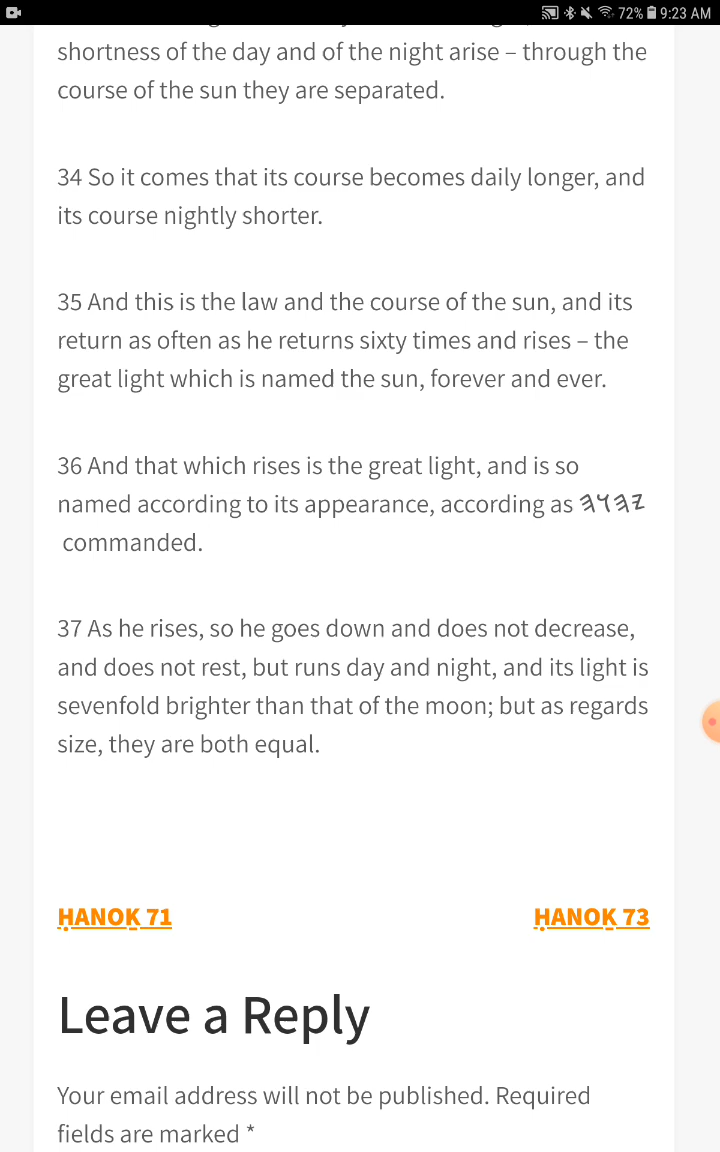 72% 9:23 AM
shortness of the day and of the night arise – through the
course of the sun they are separated.
34 So it comes that its course becomes daily longer, and
its course nightly shorter.
35 And this is the law and the course of the sun, and its
return as often as he returns sixty times and rises – the
great light which is named the sun, forever and ever.
36 And that which rises is the great light, and is so
named according to its appearance, according as 𐤉𐤄𐤅𐤄
commanded.
37 As he rises, so he goes down and does not decrease,
and does not rest, but runs day and night, and its light is
sevenfold brighter than that of the moon; but as regards
size, they are both equal.
ḤANOḴ 71
ḤANOḴ 73
Leave a Reply
Your email address will not be published. Required
fields are marked *